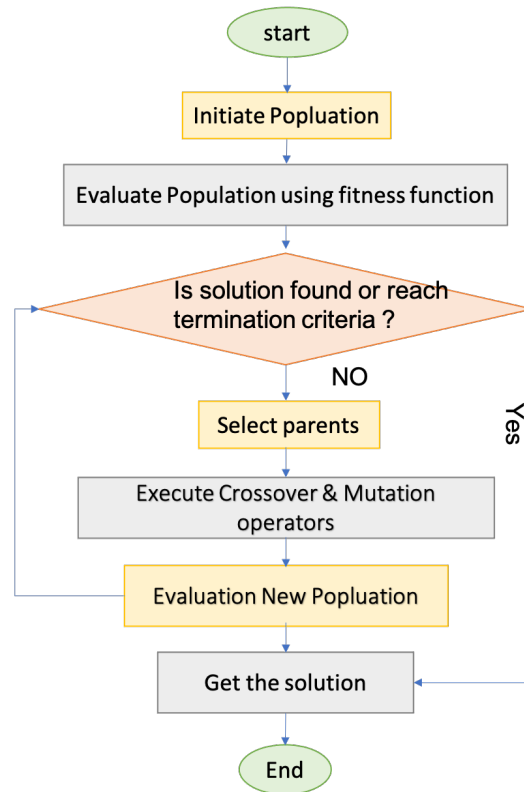 start
Initiate Popluation
Evaluate Population using fitness function
Is solution found or reach
termination criteria ?
NO
Yes
Select parents
Execute Crossover & Mutation
operators
Evaluation New Popluation
Get the solution
End